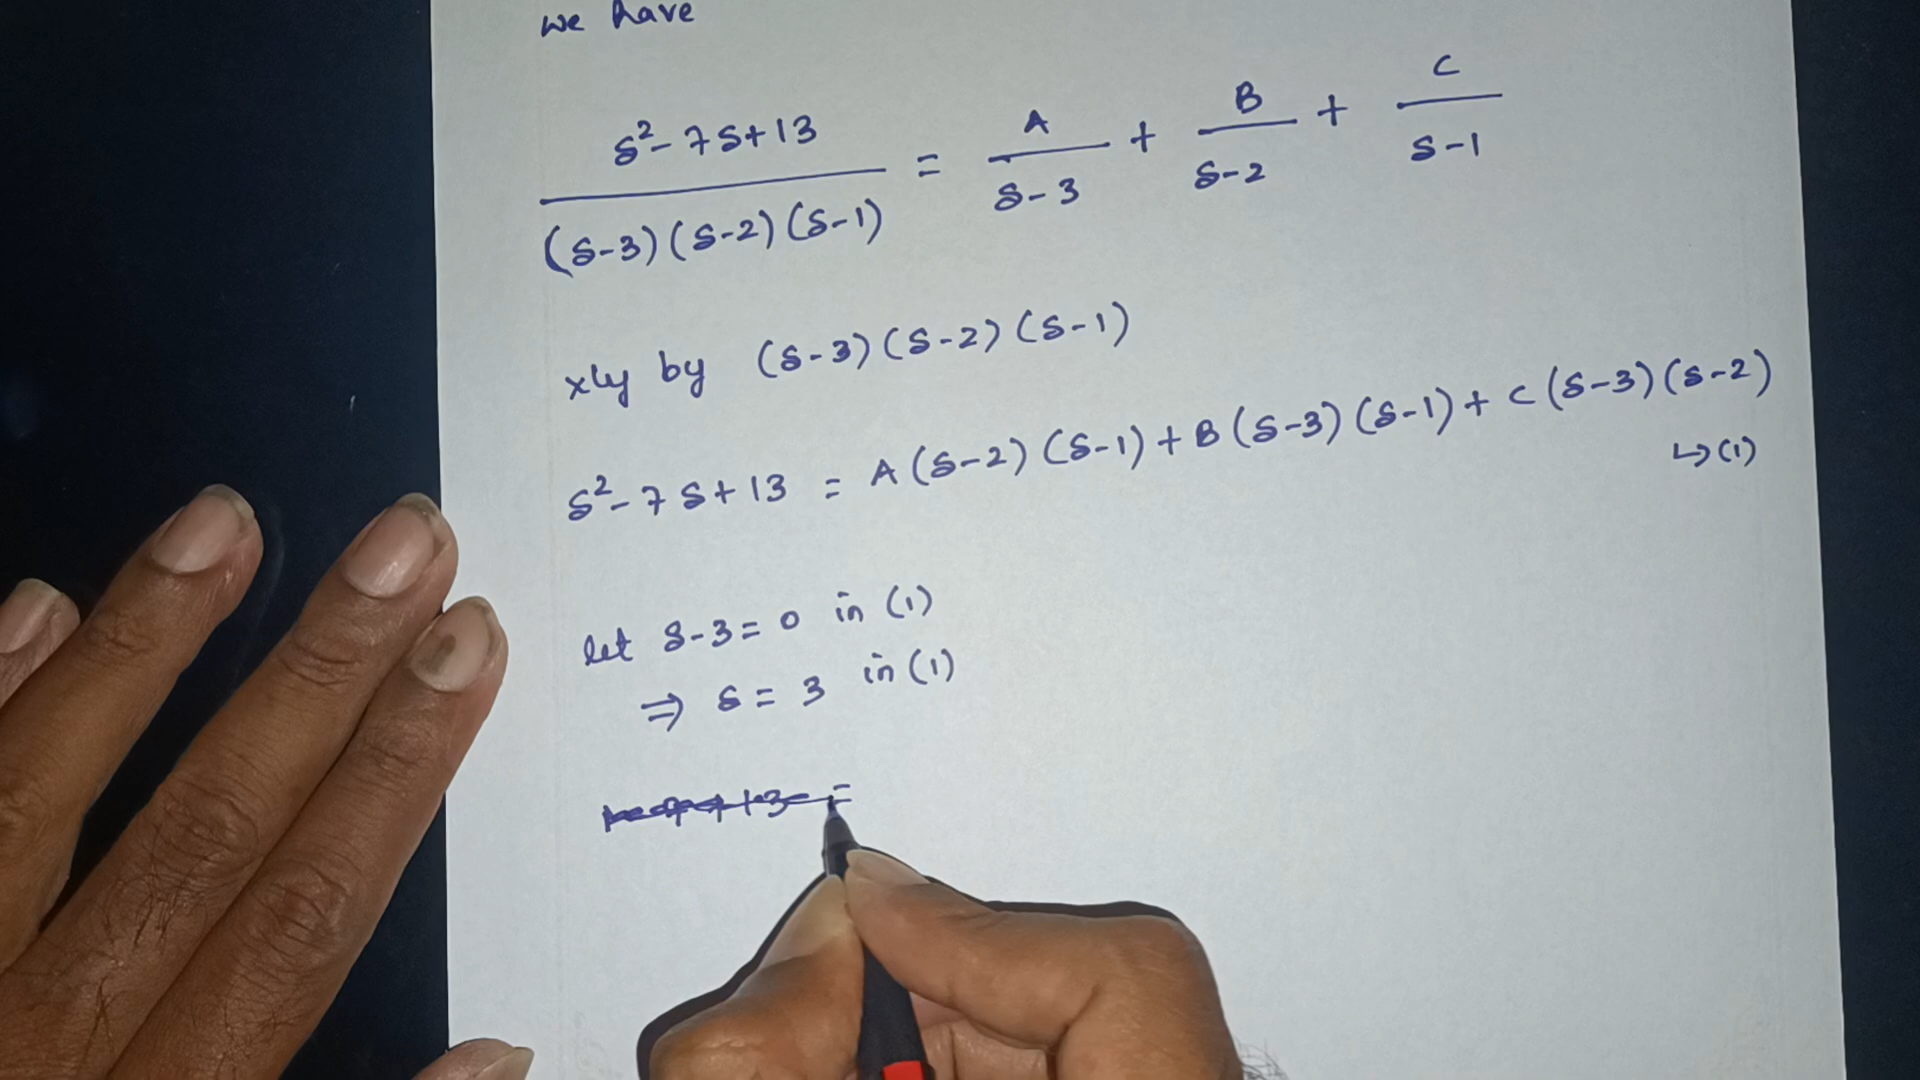 we have
s²-7s+13 / (s-3)(s-2)(s-1) = A / s-3 + B / s-2 + C / s-1
xly by (s-3)(s-2)(s-1)
s²-7s+13 = A(s-2)(s-1)+B(s-3)(s-1)+C(s-3)(s-2)
↳(1)
let s-3=0 in (1)
⇒ s=3 in (1)